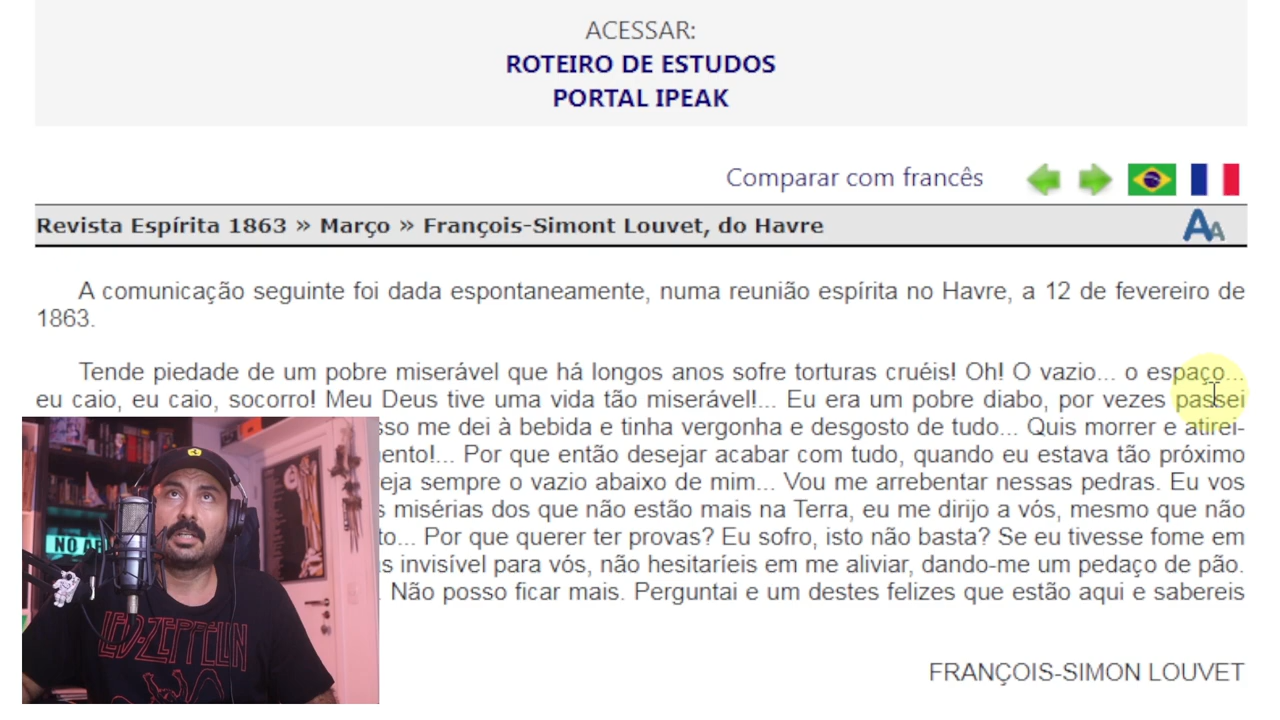 ACESSAR:
ROTEIRO DE ESTUDOS
PORTAL IPEAK
Comparar com francês
Revista Espírita 1863 » Março » François-Simont Louvet, do Havre
AA
A comunicação seguinte foi dada espontaneamente, numa reunião espírita no Havre, a 12 de fevereiro de
1863.
Tende piedade de um pobre miserável que há longos anos sofre torturas cruéis! Oh! O vazio... o espaço...
eu caio, eu caio, socorro! Meu Deus tive uma vida tão miserável!... Eu era um pobre diabo, por vezes passei
sso me dei à bebida e tinha vergonha e desgosto de tudo... Quis morrer e atirei-
ento!... Por que então desejar acabar com tudo, quando eu estava tão próximo
eja sempre o vazio abaixo de mim... Vou me arrebentar nessas pedras. Eu vos
s misérias dos que não estão mais na Terra, eu me dirijo a vós, mesmo que não
to... Por que querer ter provas? Eu sofro, isto não basta? Se eu tivesse fome em
s invisível para vós, não hesitaríeis em me aliviar, dando-me um pedaço de pão.
. Não posso ficar mais. Perguntai e um destes felizes que estão aqui e sabereis
NO AI
LED-ZEPPELIN
FRANÇOIS-SIMON LOUVET